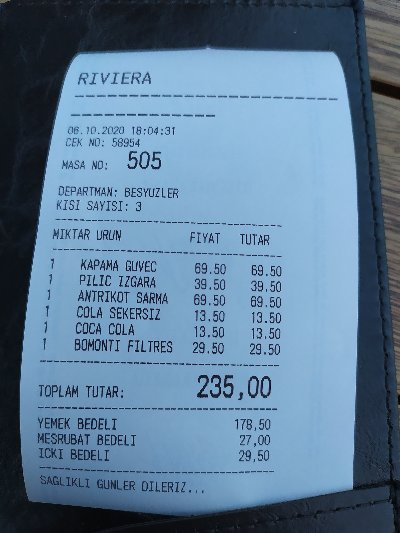 RIVIERA
06.10.2020 18:04:31
CEK NO: 58954
MASA NO: 505
DEPARTMAN: BESYUZLER
KISI SAYISI: 3
MIKTAR URUN FIYAT TUTAR
1 KAPAMA GUVEC 69.50 69.50
1 PILIC IZGARA 39.50 39.50
1 ANTRIKOT SARMA 69.50 69.50
1 COLA SEKERSIZ 13.50 13.50
1 COCA COLA 13.50 13.50
1 BOMONTI FILTRES 29.50 29.50
TOPLAM TUTAR: 235,00
YEMEK BEDELI 178,50
MESRUBAT BEDELI 27,00
ICKI BEDELI 29,50
SAGLIKLI GUNLER DILERIZ...